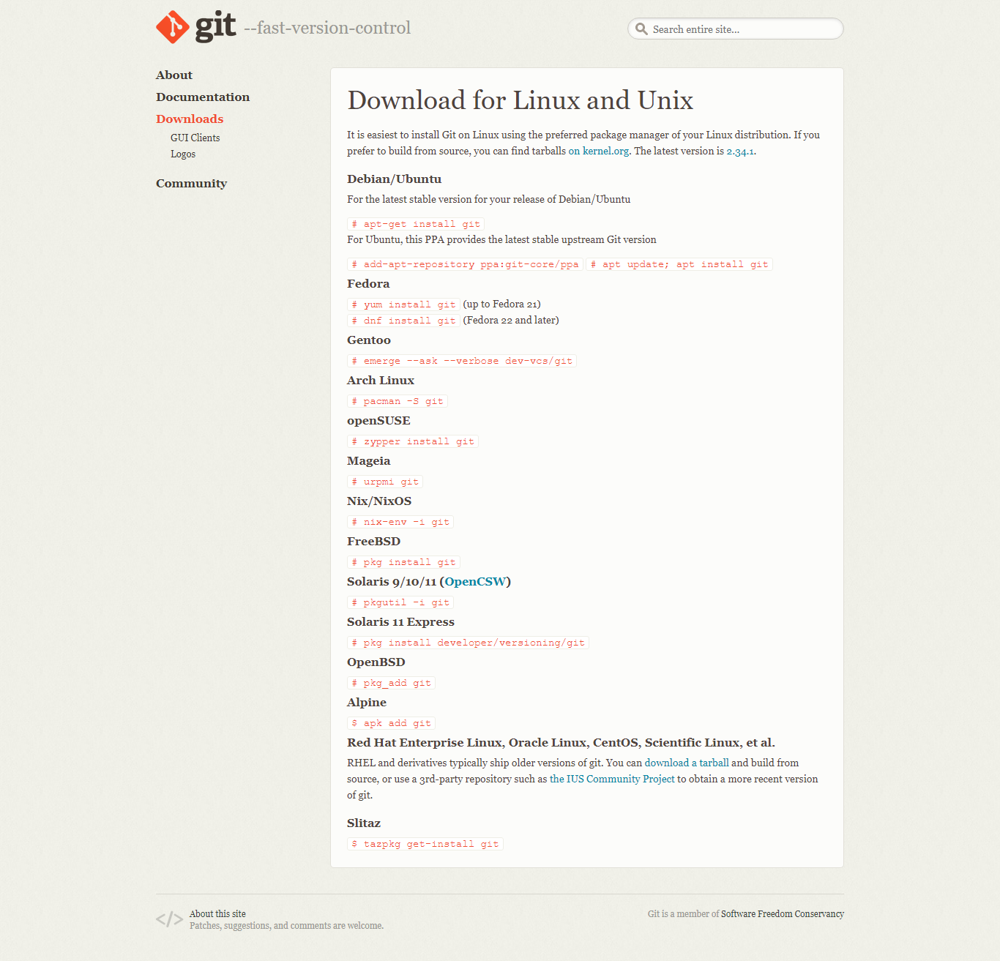 git --fast-version-control
Search entire site...
About
Documentation
Downloads
GUI Clients
Logos
Community
Download for Linux and Unix
It is easiest to install Git on Linux using the preferred package manager of your Linux distribution. If you
prefer to build from source, you can find tarballs on kernel.org. The latest version is 2.34.1.
Debian/Ubuntu
For the latest stable version for your release of Debian/Ubuntu
# apt-get install git
For Ubuntu, this PPA provides the latest stable upstream Git version
# add-apt-repository ppa:git-core/ppa # apt update; apt install git
Fedora
# yum install git (up to Fedora 21)
# dnf install git (Fedora 22 and later)
Gentoo
# emerge --ask --verbose dev-vcs/git
Arch Linux
# pacman -S git
openSUSE
# zypper install git
Mageia
# urpmi git
Nix/NixOS
# nix-env -i git
FreeBSD
# pkg install git
Solaris 9/10/11 (OpenCSW)
# pkgutil -i git
Solaris 11 Express
# pkg install developer/versioning/git
OpenBSD
# pkg_add git
Alpine
$ apk add git
Red Hat Enterprise Linux, Oracle Linux, CentOS, Scientific Linux, et al.
RHEL and derivatives typically ship older versions of git. You can download a tarball and build from
source, or use a 3rd-party repository such as the IUS Community Project to obtain a more recent version
of git.
Slitaz
$ tazpkg get-install git
</> About this site
Patches, suggestions, and comments are welcome.
Git is a member of Software Freedom Conservancy